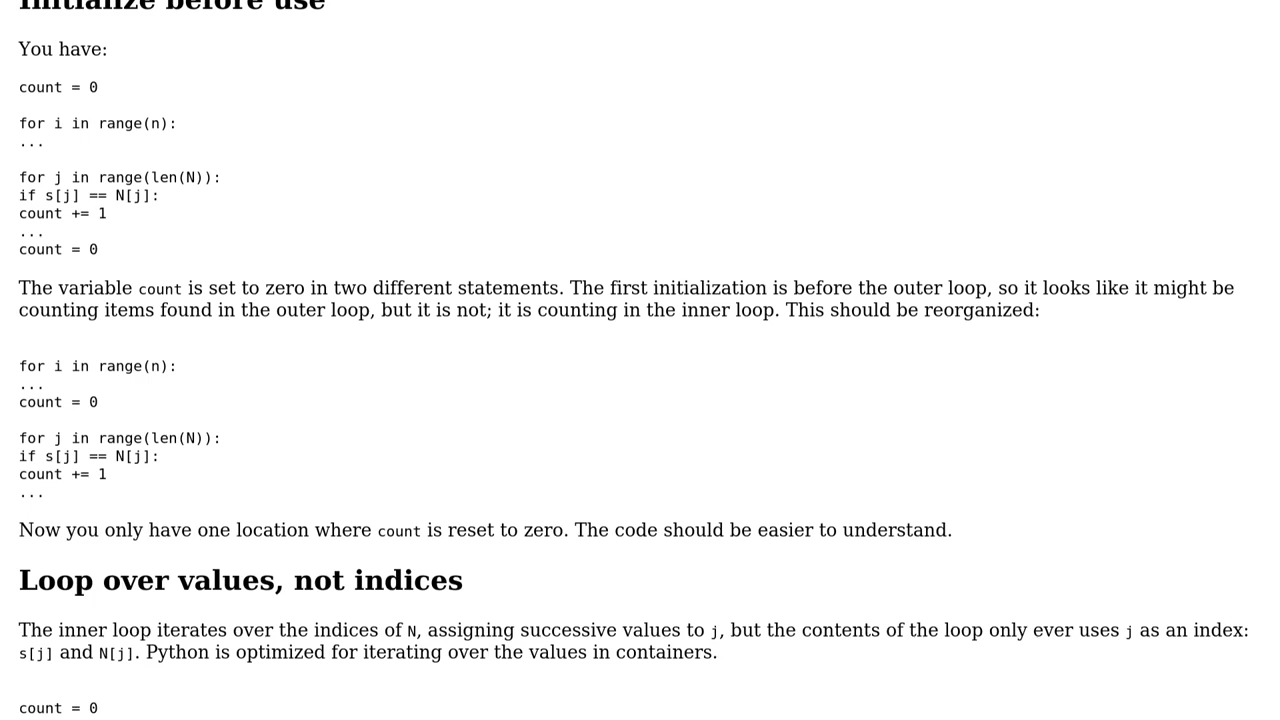 Initialize before use
You have:
count = 0
for i in range(n):
...
for j in range(len(N)):
if s[j] == N[j]:
count += 1
...
count = 0
The variable count is set to zero in two different statements. The first initialization is before the outer loop, so it looks like it might be
counting items found in the outer loop, but it is not; it is counting in the inner loop. This should be reorganized:
for i in range(n):
...
count = 0
for j in range(len(N)):
if s[j] == N[j]:
count += 1
...
Now you only have one location where count is reset to zero. The code should be easier to understand.
Loop over values, not indices
The inner loop iterates over the indices of N, assigning successive values to j, but the contents of the loop only ever uses j as an index:
s[j] and N[j]. Python is optimized for iterating over the values in containers.
count = 0